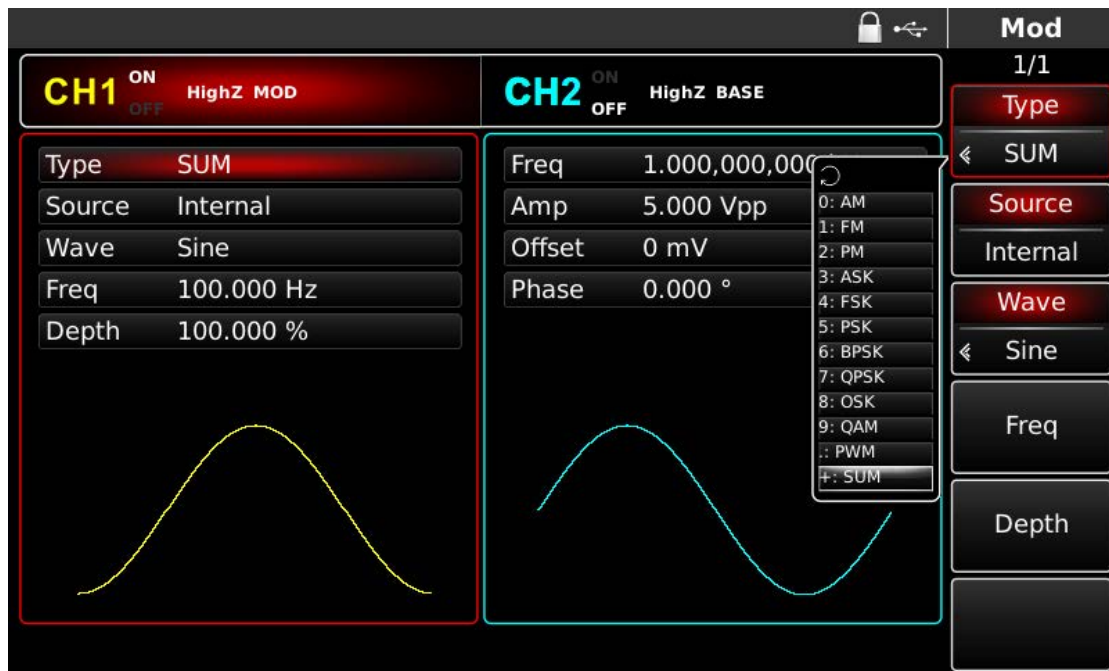 Mod
1/1
CH1 ON OFF HighZ MOD
CH2 ON OFF HighZ BASE
Type SUM
Source Internal
Wave Sine
Freq 100.000 Hz
Depth 100.000 %
Freq 1.000,000,000
Amp 5.000 Vpp
Offset 0 mV
Phase 0.000 °
0: AM
1: FM
2: PM
3: ASK
4: FSK
5: PSK
6: BPSK
7: QPSK
8: OSK
9: QAM
.: PWM
+: SUM
Type
SUM
Source
Internal
Wave
Sine
Freq
Depth